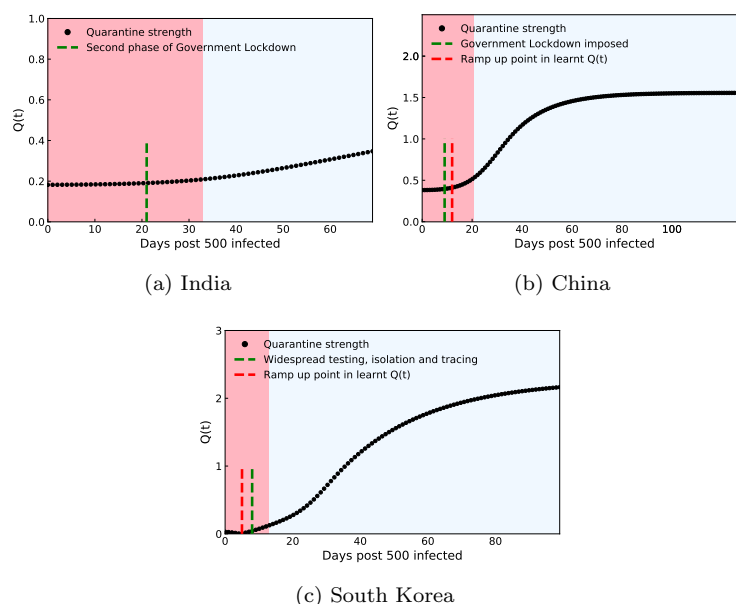 1.0
0.8
0.6
0.4
0.2
0.0
Q(t)
Quarantine strength
Second phase of Government Lockdown
0 10 20 30 40 50 60
Days post 500 infected
(a) India
2.0
1.5
1.0
0.5
0.0
Q(t)
Quarantine strength
Government Lockdown imposed
Ramp up point in learnt Q(t)
0 20 40 60 80 100
Days post 500 infected
(b) China
3
2
1
0
Q(t)
Quarantine strength
Widespread testing, isolation and tracing
Ramp up point in learnt Q(t)
0 20 40 60 80
Days post 500 infected
(c) South Korea